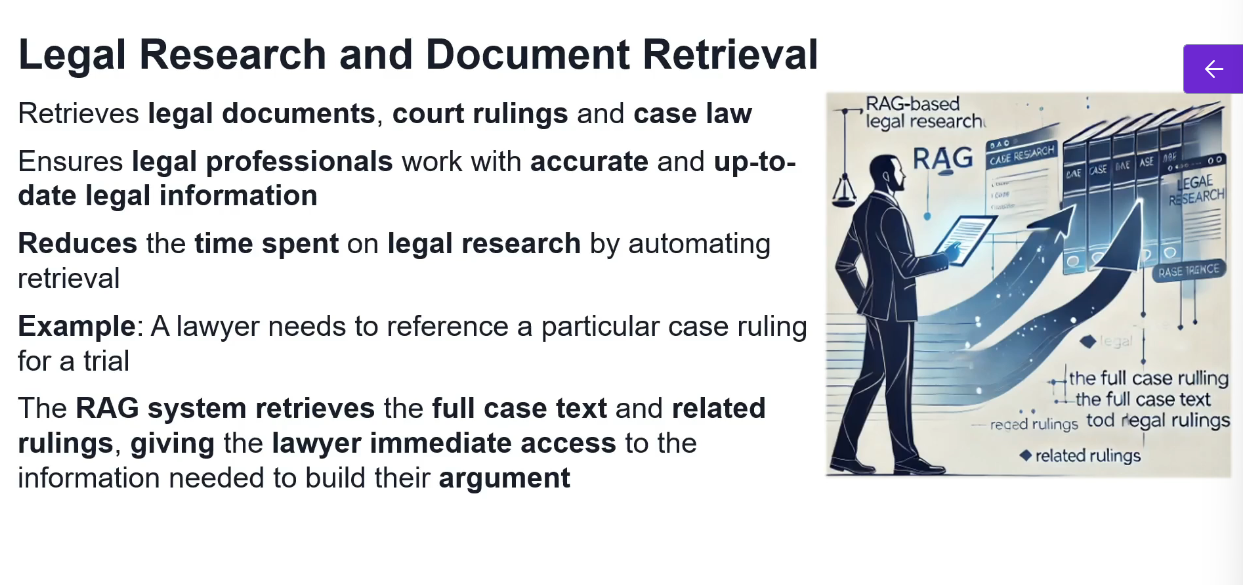 Legal Research and Document Retrieval
Retrieves legal documents, court rulings and case law
Ensures legal professionals work with accurate and up-to-
date legal information
Reduces the time spent on legal research by automating
retrieval
Example: A lawyer needs to reference a particular case ruling
for a trial
The RAG system retrieves the full case text and related
rulings, giving the lawyer immediate access to the
information needed to build their argument
RAG-based
legal research
RAG
CASE RESEARCH
CASE
ASE
LEGAE
RESEARCH
RASE TRENCE
legal
the full case rulling
the full case text
reded rulings tod regal rulings
related rulings